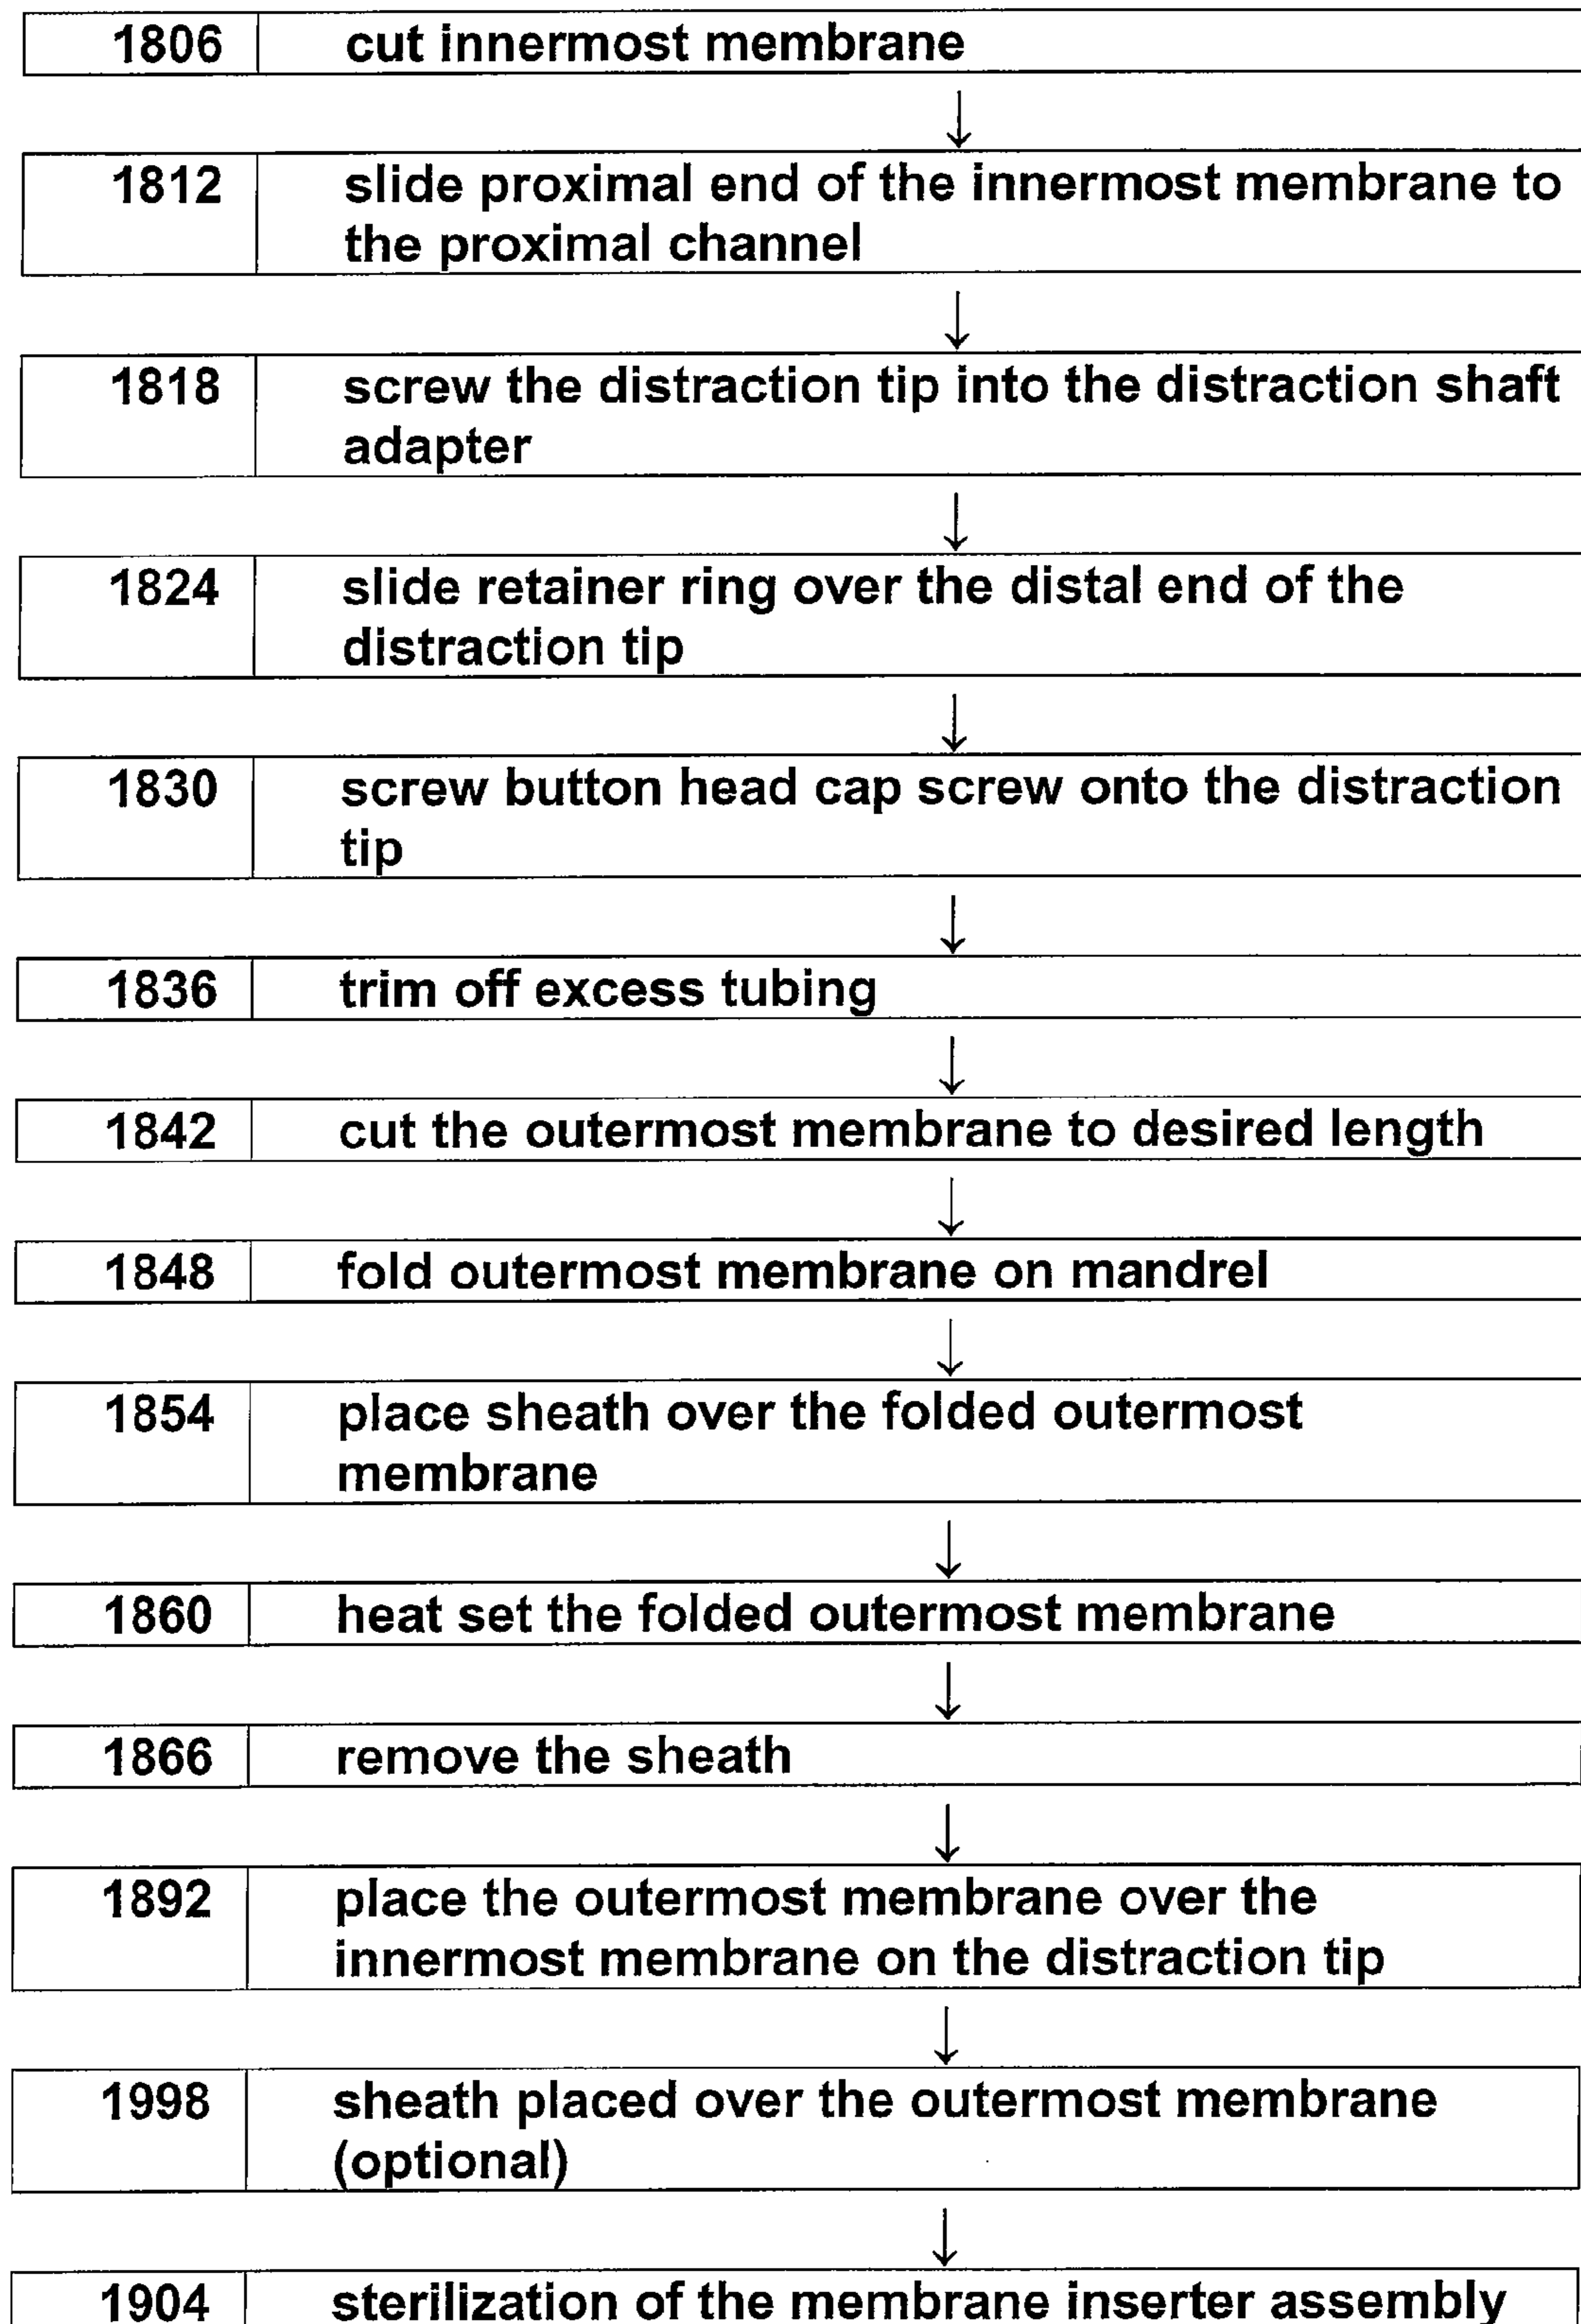 1806 cut innermost membrane
1812 slide proximal end of the innermost membrane to
the proximal channel
1818 screw the distraction tip into the distraction shaft
adapter
1824 slide retainer ring over the distal end of the
distraction tip
1830 screw button head cap screw onto the distraction
tip
1836 trim off excess tubing
1842 cut the outermost membrane to desired length
1848 fold outermost membrane on mandrel
1854 place sheath over the folded outermost
membrane
1860 heat set the folded outermost membrane
1866 remove the sheath
1892 place the outermost membrane over the
innermost membrane on the distraction tip
1998 sheath placed over the outermost membrane
(optional)
1904 sterilization of the membrane inserter assembly